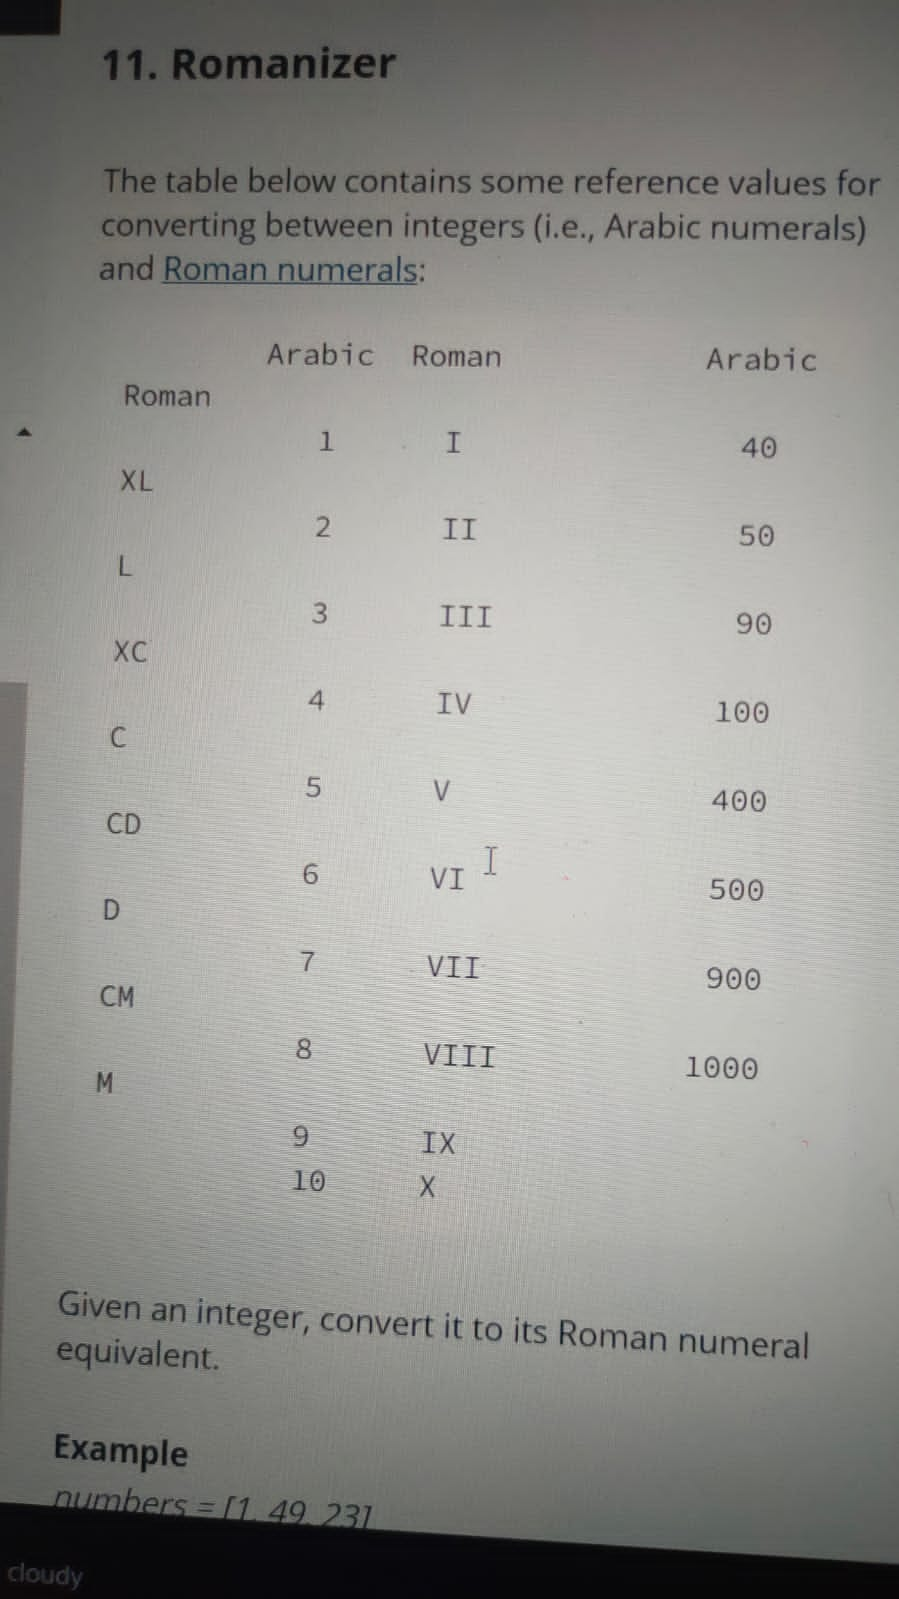 11. Romanizer
The table below contains some reference values for
converting between integers (i.e., Arabic numerals)
and Roman numerals:
Arabic Roman Arabic
Roman
1 I 40
XL
2 II 50
L
3 III 90
XC
4 IV 100
C
5 V 400
CD
6 VI 500
D
7 VII 900
CM
8 VIII 1000
M
9 IX
10 X
Given an integer, convert it to its Roman numeral
equivalent.
Example
numbers = [1, 49, 23]
cloudy